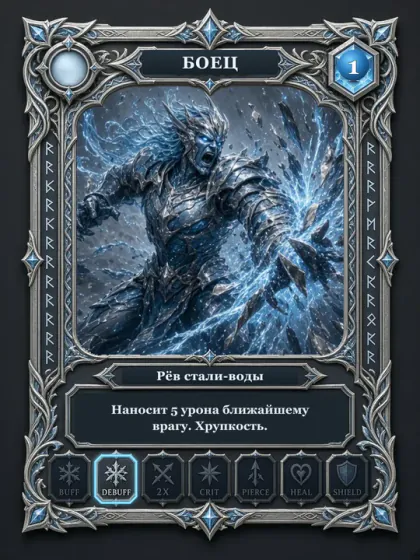 БОЕЦ
1
Рёв стали-воды
Наносит 5 урона ближайшему
врагу. Хрупкость.
BUFF DEBUFF 2X CRIT PIERCE HEAL SHIELD